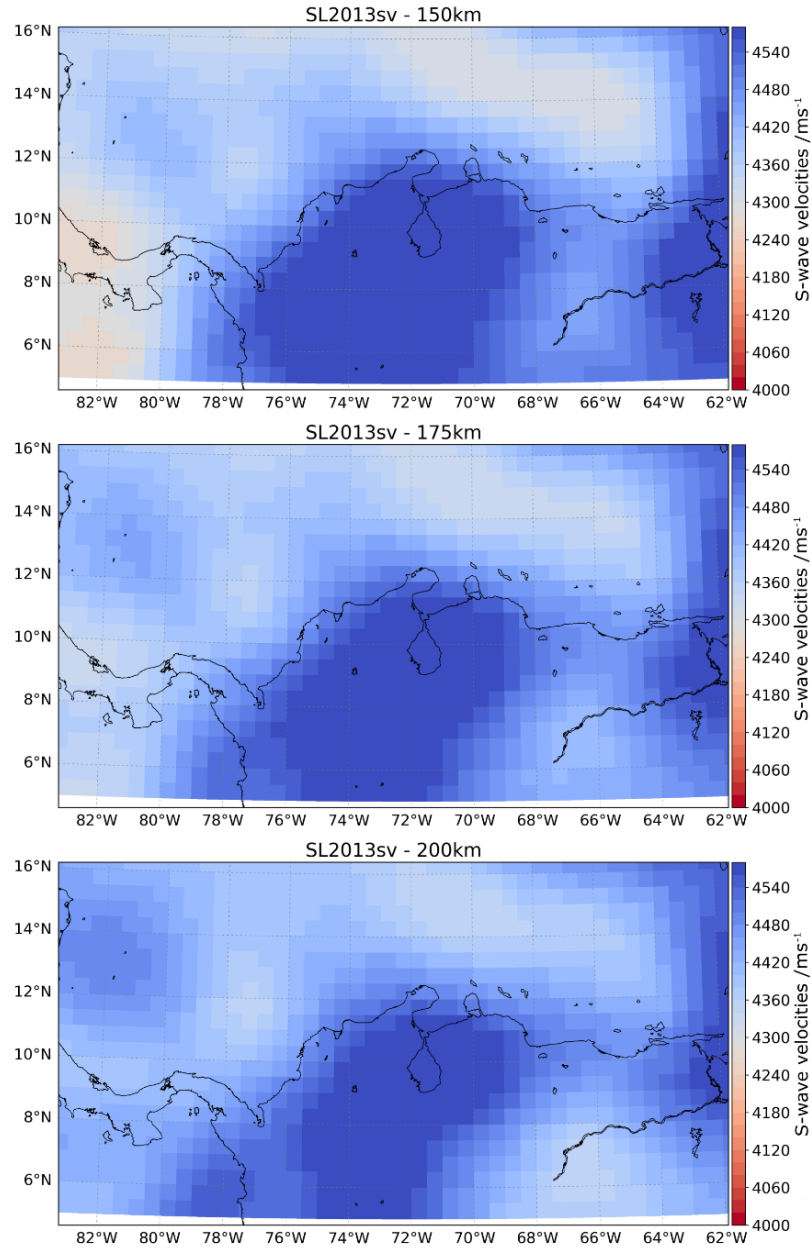 SL2013sv - 150km
16°N
14°N
12°N
10°N
8°N
6°N
82°W 80°W 78°W 76°W 74°W 72°W 70°W 68°W 66°W 64°W 62°W
4540
4480
4420
4360
4300
4240
4180
4120
4060
4000
S-wave velocities /ms⁻¹
SL2013sv - 175km
16°N
14°N
12°N
10°N
8°N
6°N
82°W 80°W 78°W 76°W 74°W 72°W 70°W 68°W 66°W 64°W 62°W
4540
4480
4420
4360
4300
4240
4180
4120
4060
4000
S-wave velocities /ms⁻¹
SL2013sv - 200km
16°N
14°N
12°N
10°N
8°N
6°N
82°W 80°W 78°W 76°W 74°W 72°W 70°W 68°W 66°W 64°W 62°W
4540
4480
4420
4360
4300
4240
4180
4120
4060
4000
S-wave velocities /ms⁻¹